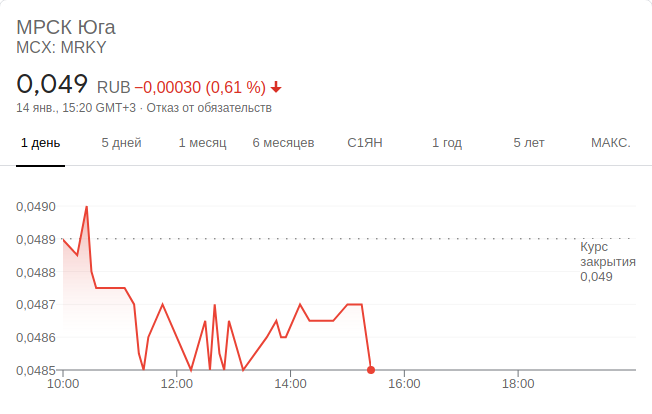 МРСК Юга
MCX: MRKY
0,049 RUB −0,00030 (0,61 %)
14 янв., 15:20 GMT+3 · Отказ от обязательств
1 день 5 дней 1 месяц 6 месяцев С1ЯН 1 год 5 лет МАКС.
0,0490
0,0489
Курс
закрытия
0,049
0,0488
0,0487
0,0486
0,0485
10:00 12:00 14:00 16:00 18:00